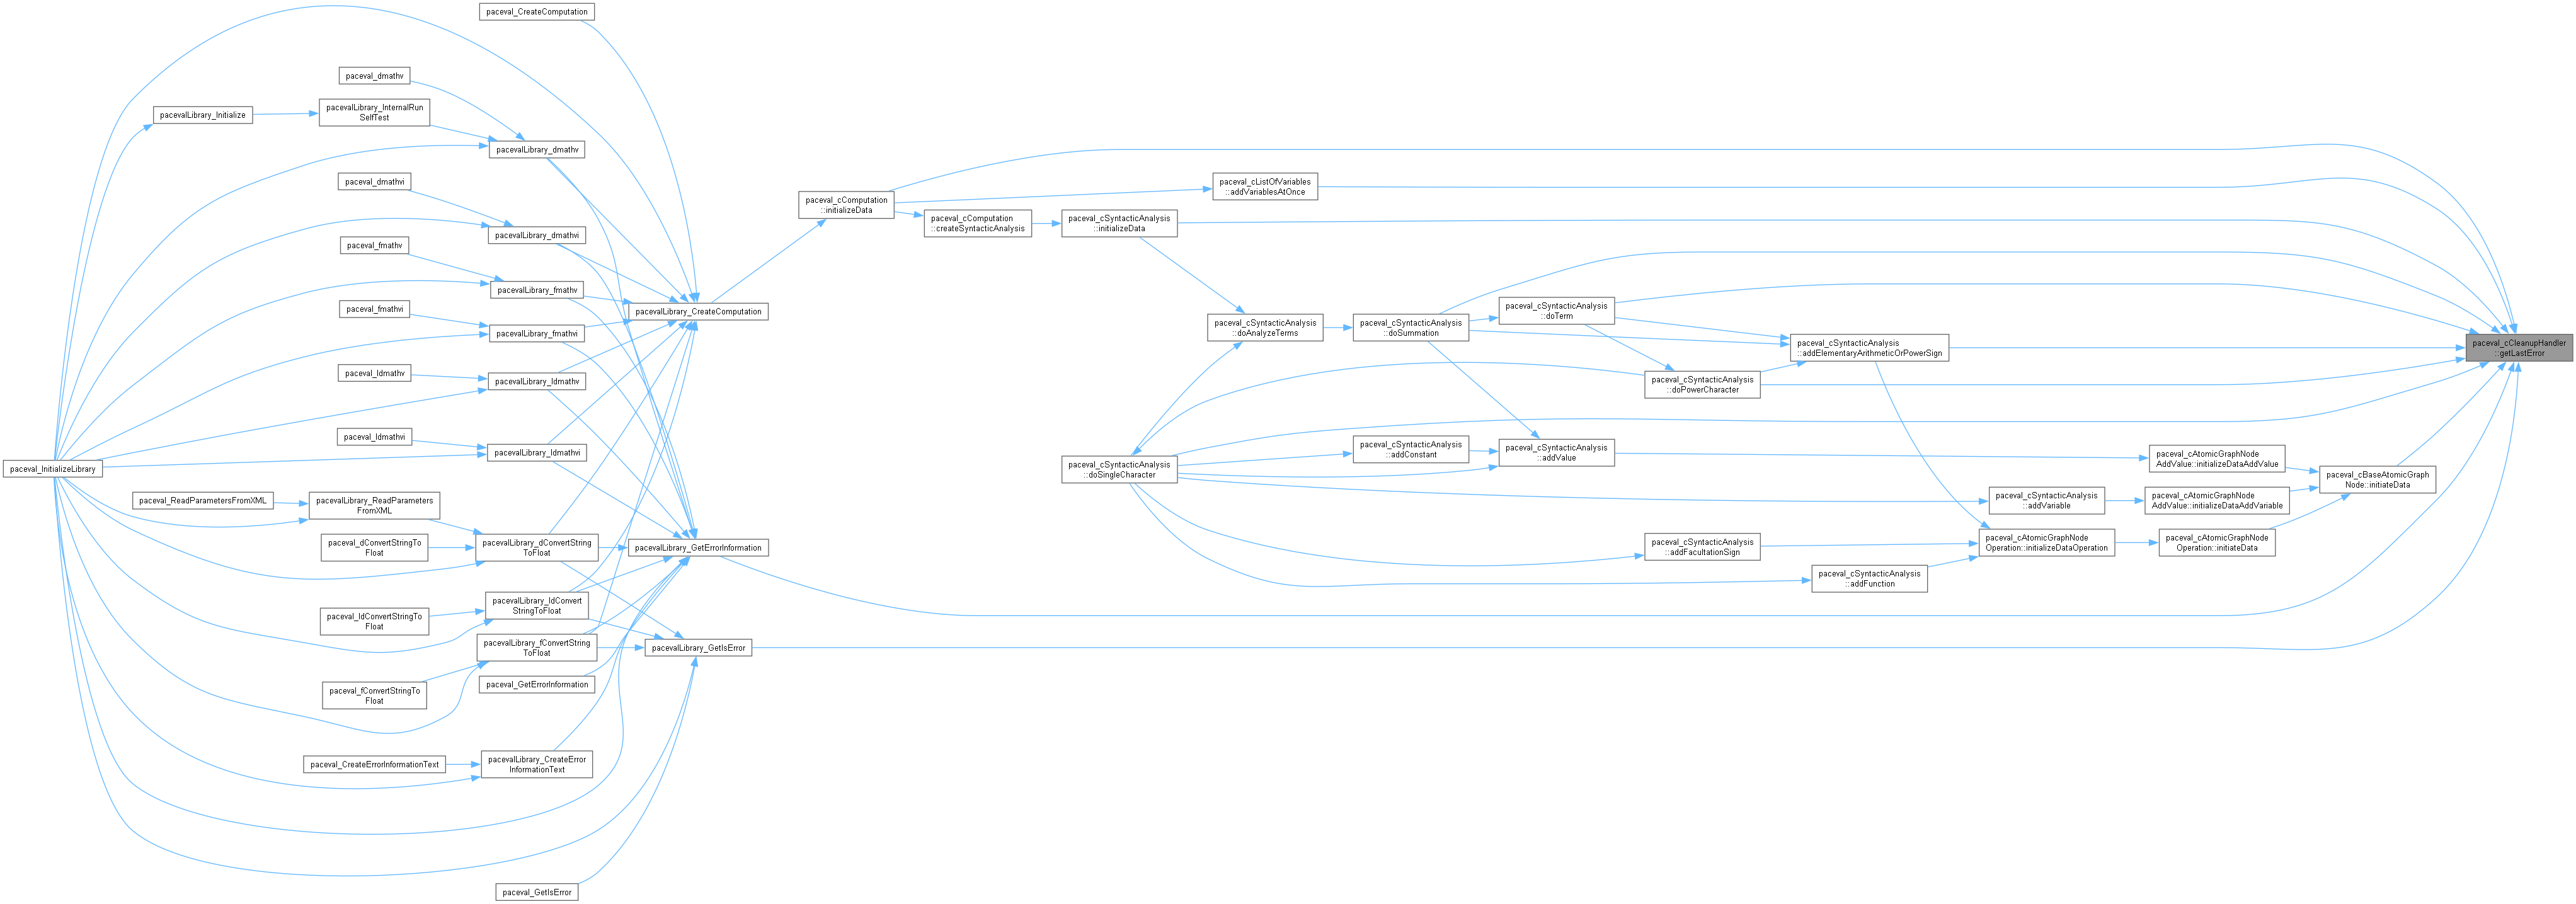 paceval_CreateComputation
paceval_dmathv
pacevalLibrary_Initialize
pacevalLibrary_InternalRun
SelfTest
pacevalLibrary_dmathv
paceval_dmathvi
pacevalLibrary_dmathvi
paceval_fmathv
pacevalLibrary_fmathv
paceval_fmathvi
pacevalLibrary_fmathvi
paceval_ldmathv
pacevalLibrary_ldmathv
paceval_ldmathvi
pacevalLibrary_ldmathvi
paceval_InitializeLibrary
paceval_ReadParametersFromXML
pacevalLibrary_ReadParameters
FromXML
paceval_dConvertStringTo
Float
pacevalLibrary_dConvertString
ToFloat
paceval_ldConvertStringTo
Float
pacevalLibrary_ldConvert
StringToFloat
paceval_fConvertStringTo
Float
pacevalLibrary_fConvertString
ToFloat
paceval_GetErrorInformation
paceval_CreateErrorInformationText
pacevalLibrary_CreateError
InformationText
paceval_GetIsError
pacevalLibrary_CreateComputation
pacevalLibrary_GetErrorInformation
pacevalLibrary_GetIsError
paceval_cComputation
::initializeData
paceval_cComputation
::createSyntacticAnalysis
paceval_cSyntacticAnalysis
::initializeData
paceval_cListOfVariables
::addVariablesAtOnce
paceval_cSyntacticAnalysis
::doAnalyzeTerms
paceval_cSyntacticAnalysis
::doSummation
paceval_cSyntacticAnalysis
::doTerm
paceval_cSyntacticAnalysis
::addElementaryArithmeticOrPowerSign
paceval_cSyntacticAnalysis
::doPowerCharacter
paceval_cSyntacticAnalysis
::doSingleCharacter
paceval_cSyntacticAnalysis
::addConstant
paceval_cSyntacticAnalysis
::addValue
paceval_cSyntacticAnalysis
::addFacultationSign
paceval_cSyntacticAnalysis
::addFunction
paceval_cSyntacticAnalysis
::addVariable
paceval_cAtomicGraphNode
Operation::initializeDataOperation
paceval_cAtomicGraphNode
AddValue::initializeDataAddValue
paceval_cAtomicGraphNode
AddValue::initializeDataAddVariable
paceval_cAtomicGraphNode
Operation::initiateData
paceval_cBaseAtomicGraph
Node::initiateData
paceval_cCleanupHandler
::getLastError